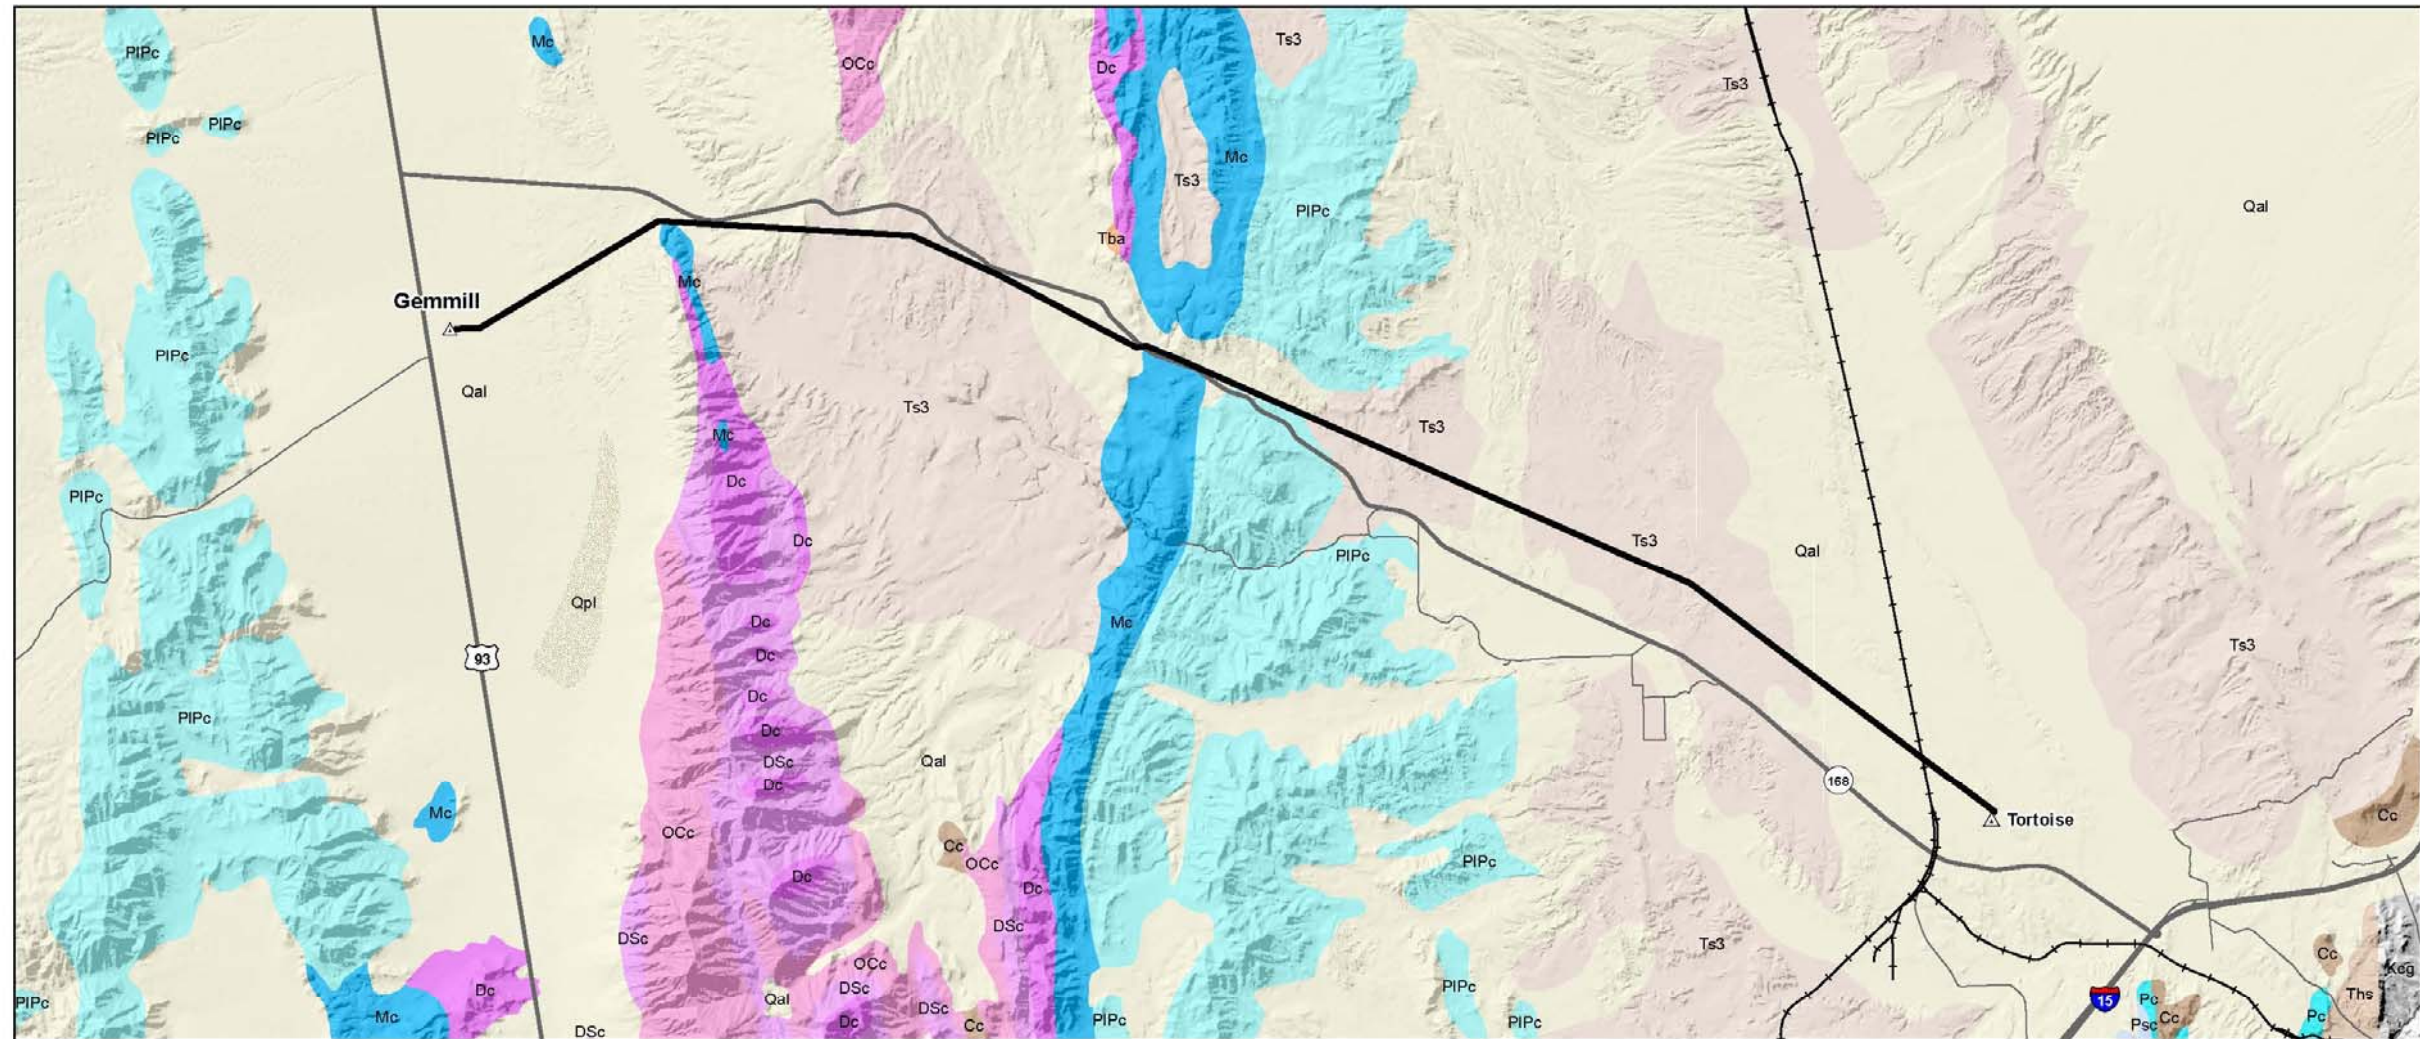 PIPc
Mc
OCc
Dc
Ts3
Ts3
PIPc
PIPc
Mc
Ts3
PIPc
Qal
Tba
Mc
Gemmill
PIPc
Qal
Ts3
Ts3
Mc
Dc
PIPc
Dc
Ts3
Qal
PIPc
Qpl
Dc
Mc
93
Dc
Ts3
Dc
PIPc
Dc
DSc
Qal
Dc
168
Mc
Tortoise
OCc
Cc
Cc
OCc
PIPc
Dc
Dc
DSc
DSc
Ts3
Cc
OCc
Kcg
DSc
PIPc
Dc
Ths
PIPc
Qal
15
Pc
DSc
Mc
Pc
Cc
PIPc
Dc
Cc
PIPc
Psc
DSc